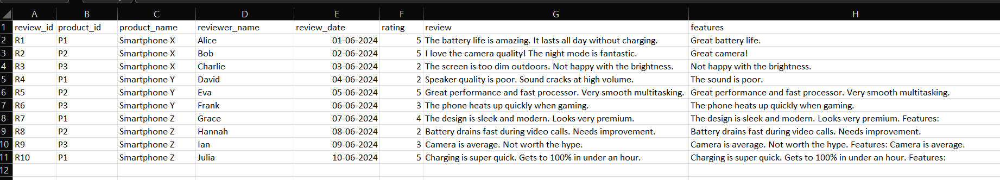 A B C D E F G H
1 review_id product_id product_name reviewer_name review_date rating review features
2 R1 P1 Smartphone X Alice 01-06-2024 5 The battery life is amazing. It lasts all day without charging. Great battery life.
3 R2 P2 Smartphone X Bob 02-06-2024 5 I love the camera quality! The night mode is fantastic. Great camera!
4 R3 P3 Smartphone X Charlie 03-06-2024 2 The screen is too dim outdoors. Not happy with the brightness. Not happy with the brightness.
5 R4 P1 Smartphone Y David 04-06-2024 2 Speaker quality is poor. Sound cracks at high volume. The sound is poor.
6 R5 P2 Smartphone Y Eva 05-06-2024 5 Great performance and fast processor. Very smooth multitasking. Great performance and fast processor. Very smooth multitasking.
7 R6 P3 Smartphone Y Frank 06-06-2024 3 The phone heats up quickly when gaming. The phone heats up quickly when gaming.
8 R7 P1 Smartphone Z Grace 07-06-2024 4 The design is sleek and modern. Looks very premium. The design is sleek and modern. Looks very premium. Features:
9 R8 P2 Smartphone Z Hannah 08-06-2024 2 Battery drains fast during video calls. Needs improvement. Battery drains fast during video calls. Needs improvement.
10 R9 P3 Smartphone Z Ian 09-06-2024 3 Camera is average. Not worth the hype. Camera is average. Not worth the hype. Features: Camera is average.
11 R10 P1 Smartphone Z Julia 10-06-2024 5 Charging is super quick. Gets to 100% in under an hour. Charging is super quick. Gets to 100% in under an hour. Features:
12